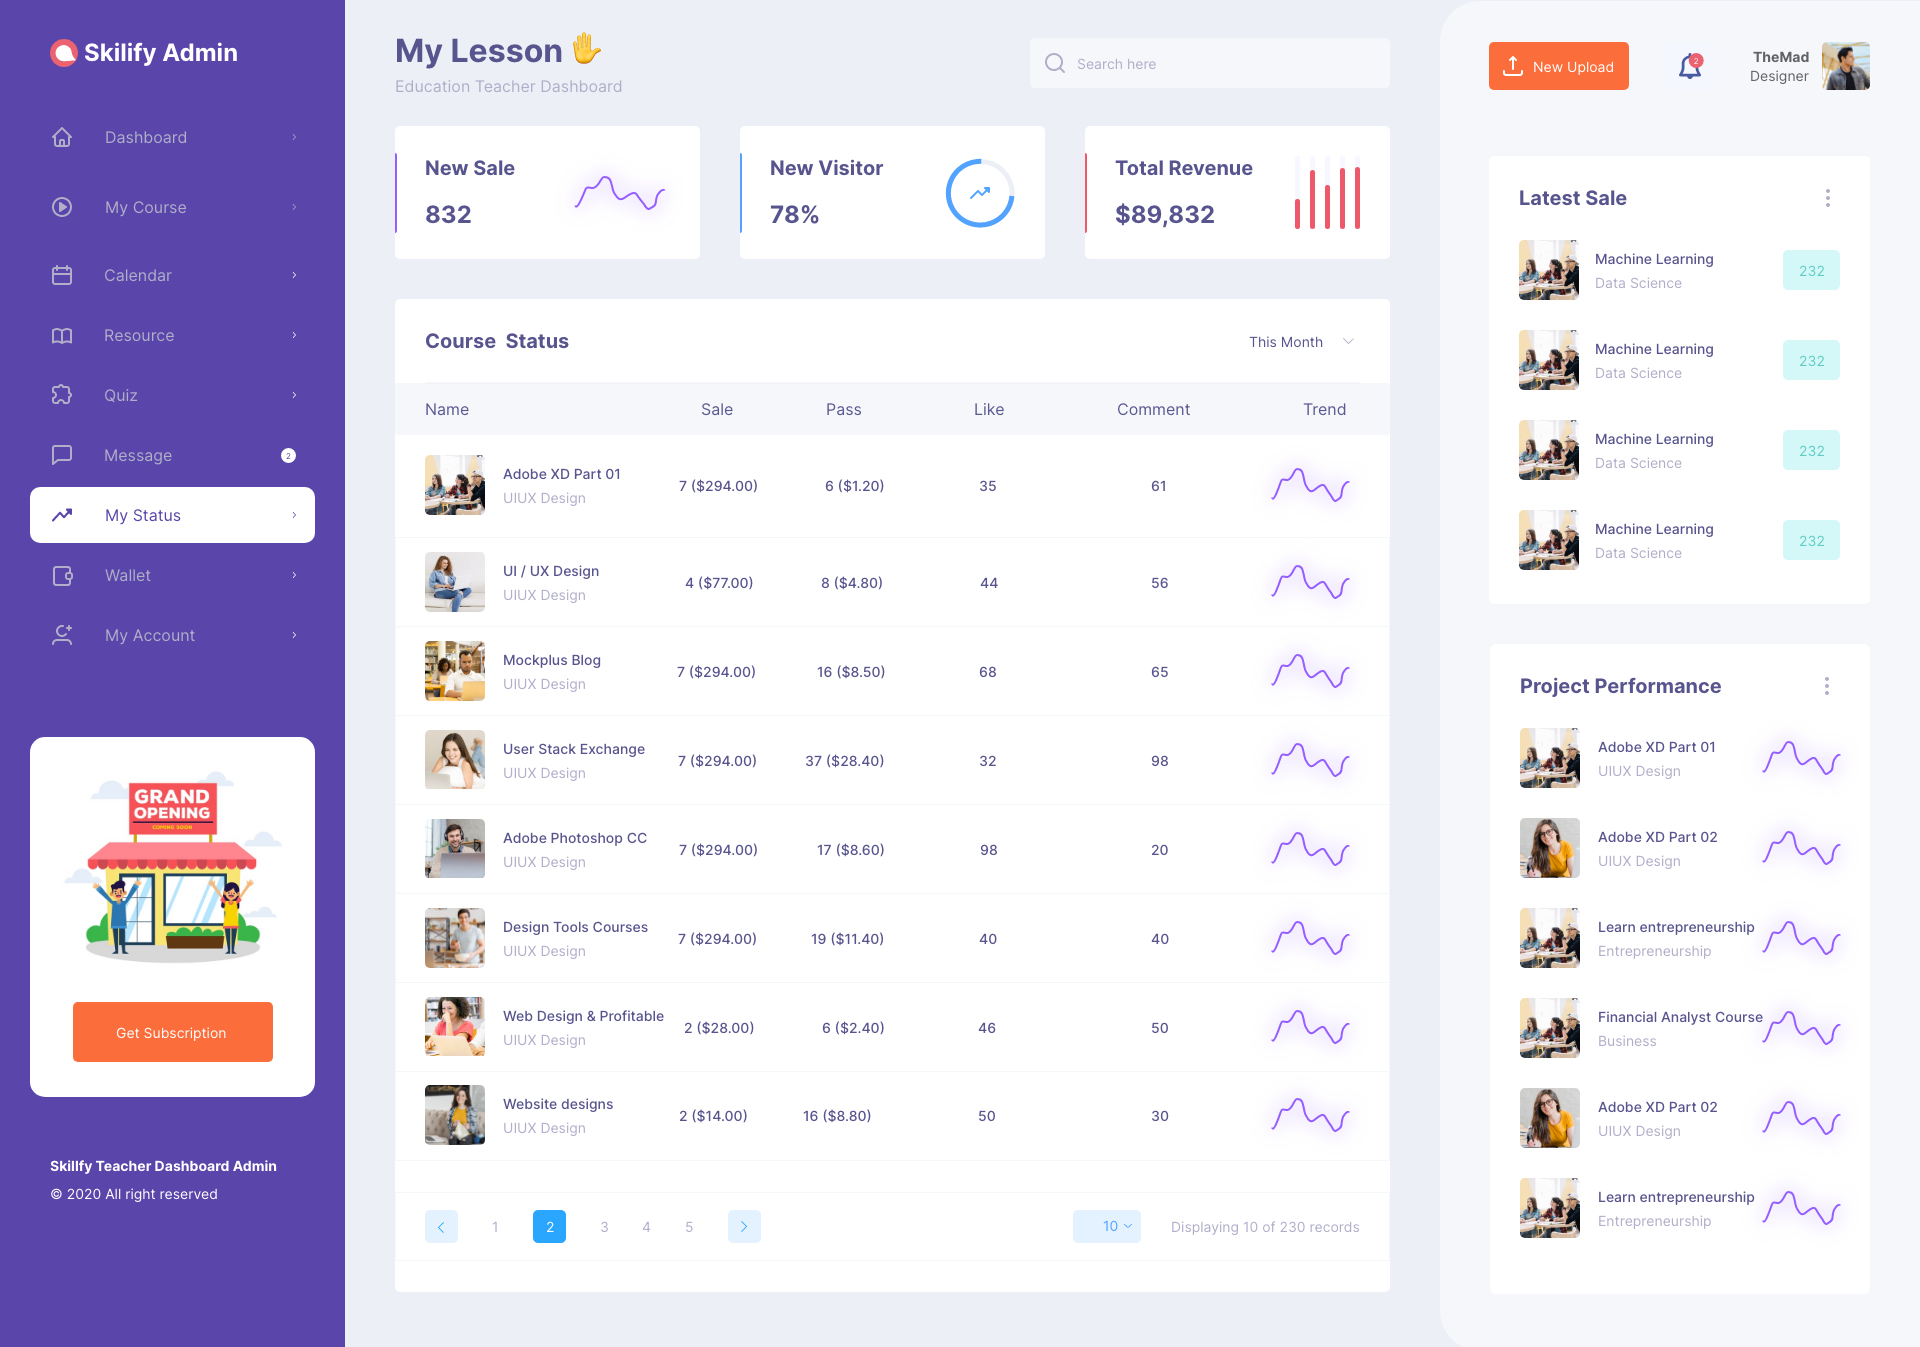 Skilify Admin
Dashboard
My Course
Calendar
Resource
Quiz
Message
2
My Status
Wallet
My Account
GRAND
OPENING
COMING SOON
Get Subscription
Skillfy Teacher Dashboard Admin
© 2020 All right reserved
My Lesson
Education Teacher Dashboard
Search here
New Sale
832
New Visitor
78%
Total Revenue
$89,832
Course Status
This Month
Name Sale Pass Like Comment Trend
Adobe XD Part 01
UIUX Design
7 ($294.00) 6 ($1.20) 35 61
UI / UX Design
UIUX Design
4 ($77.00) 8 ($4.80) 44 56
Mockplus Blog
UIUX Design
7 ($294.00) 16 ($8.50) 68 65
User Stack Exchange
UIUX Design
7 ($294.00) 37 ($28.40) 32 98
Adobe Photoshop CC
UIUX Design
7 ($294.00) 17 ($8.60) 98 20
Design Tools Courses
UIUX Design
7 ($294.00) 19 ($11.40) 40 40
Web Design & Profitable
UIUX Design
2 ($28.00) 6 ($2.40) 46 50
Website designs
UIUX Design
2 ($14.00) 16 ($8.80) 50 30
1 2 3 4 5
10
Displaying 10 of 230 records
New Upload
2
TheMad
Designer
Latest Sale
Machine Learning
Data Science
232
Machine Learning
Data Science
232
Machine Learning
Data Science
232
Machine Learning
Data Science
232
Project Performance
Adobe XD Part 01
UIUX Design
Adobe XD Part 02
UIUX Design
Learn entrepreneurship
Entrepreneurship
Financial Analyst Course
Business
Adobe XD Part 02
UIUX Design
Learn entrepreneurship
Entrepreneurship